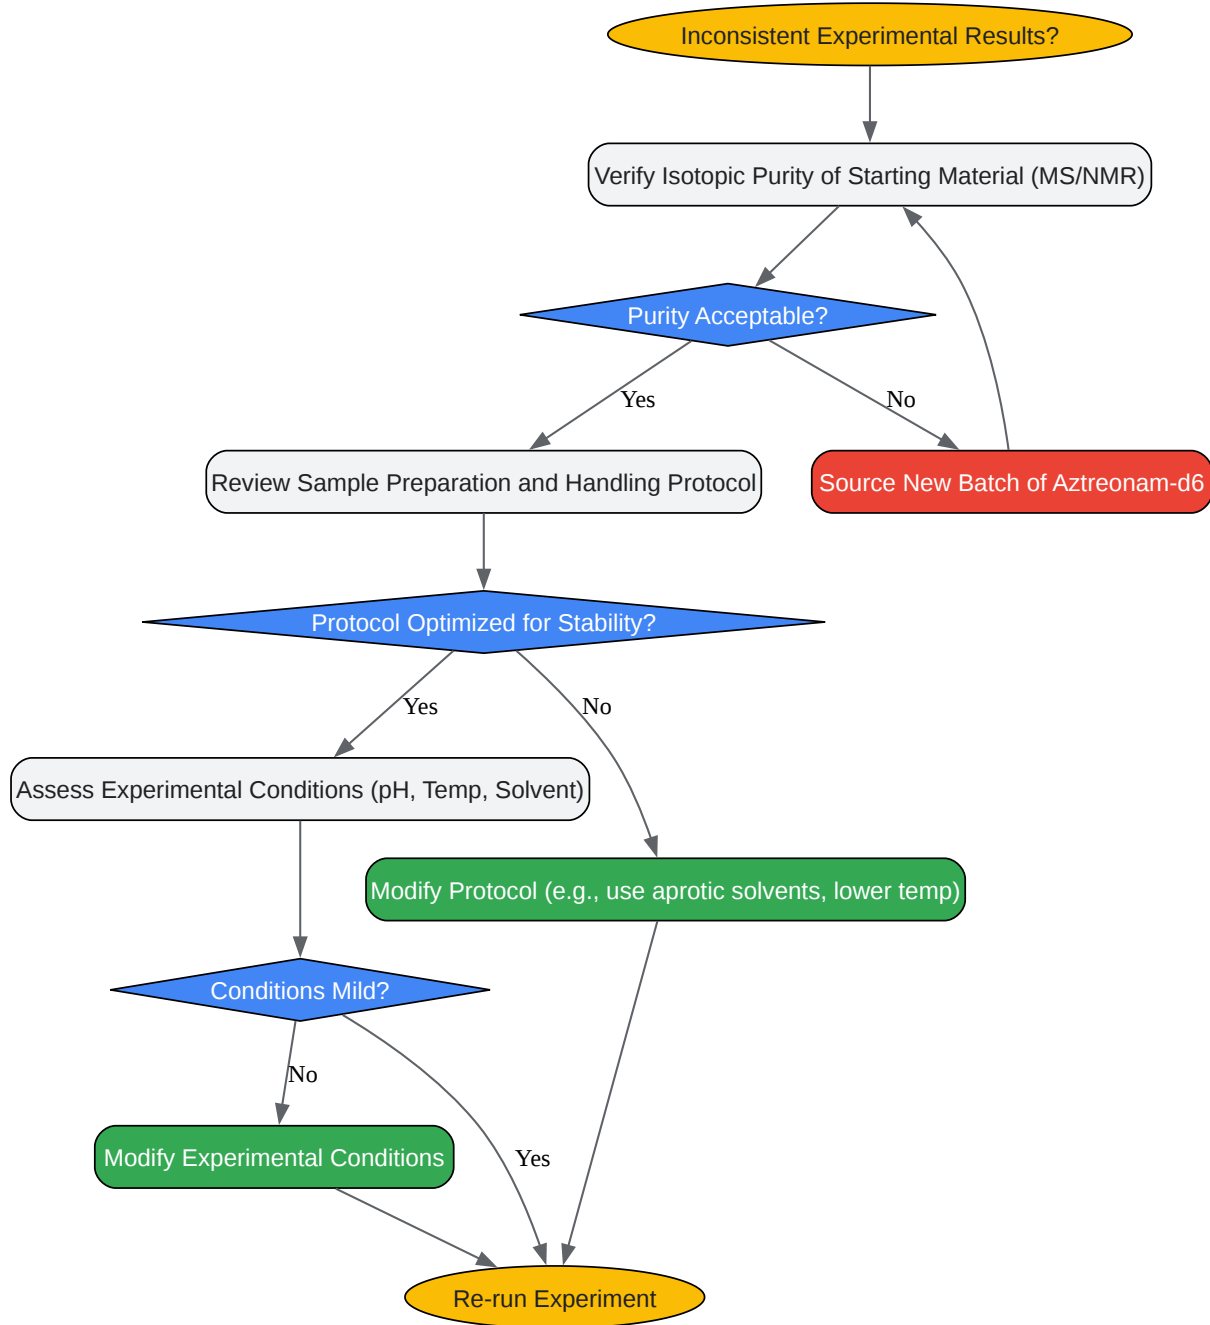 Inconsistent Experimental Results?
Verify Isotopic Purity of Starting Material (MS/NMR)
Purity Acceptable?
Yes
No
Review Sample Preparation and Handling Protocol
Source New Batch of Aztreonam-d6
Protocol Optimized for Stability?
Yes
No
Assess Experimental Conditions (pH, Temp, Solvent)
Modify Protocol (e.g., use aprotic solvents, lower temp)
Conditions Mild?
No
Yes
Modify Experimental Conditions
Re-run Experiment